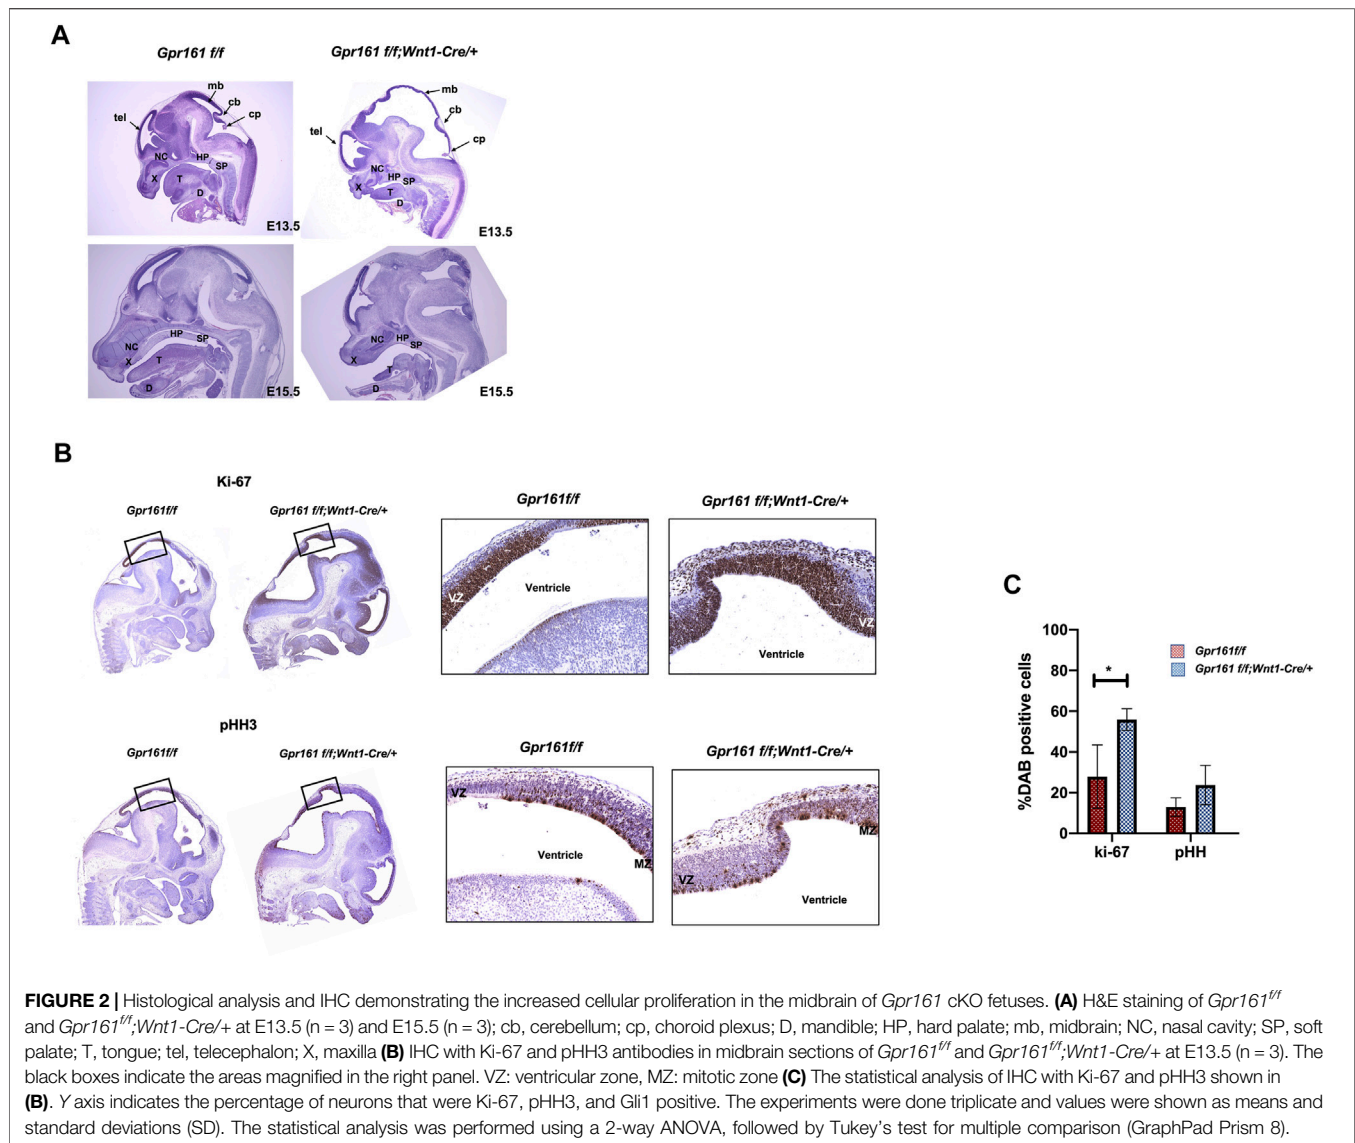 A
Gpr161 f/f
Gpr161 f/f;Wnt1-Cre/+
mb
cb
cp
tel
NC
HP
SP
X
T
D
E13.5
mb
cb
cp
tel
NC
HP
SP
X
T
D
E13.5
HP
SP
NC
X
T
D
E15.5
NC
HP
SP
X
T
D
E15.5
B
Ki-67
Gpr161f/f
Gpr161 f/f;Wnt1-Cre/+
Gpr161f/f
Gpr161 f/f;Wnt1-Cre/+
VZ
Ventricle
VZ
Ventricle
pHH3
Gpr161f/f
Gpr161 f/f;Wnt1-Cre/+
Gpr161f/f
Gpr161 f/f;Wnt1-Cre/+
VZ
Ventricle
MZ
MZ
VZ
Ventricle
C
%DAB positive cells
100
80
60
40
20
0
*
ki-67
pHH
Gpr161f/f
Gpr161 f/f;Wnt1-Cre/+
FIGURE 2 | Histological analysis and IHC demonstrating the increased cellular proliferation in the midbrain of Gpr161 cKO fetuses. (A) H&E staining of Gpr161f/f
and Gpr161f/f;Wnt1-Cre/+ at E13.5 (n = 3) and E15.5 (n = 3); cb, cerebellum; cp, choroid plexus; D, mandible; HP, hard palate; mb, midbrain; NC, nasal cavity; SP, soft
palate; T, tongue; tel, telecephalon; X, maxilla (B) IHC with Ki-67 and pHH3 antibodies in midbrain sections of Gpr161f/f and Gpr161f/f;Wnt1-Cre/+ at E13.5 (n = 3). The
black boxes indicate the areas magnified in the right panel. VZ: ventricular zone, MZ: mitotic zone (C) The statistical analysis of IHC with Ki-67 and pHH3 shown in
(B). Y axis indicates the percentage of neurons that were Ki-67, pHH3, and Gli1 positive. The experiments were done triplicate and values were shown as means and
standard deviations (SD). The statistical analysis was performed using a 2-way ANOVA, followed by Tukey's test for multiple comparison (GraphPad Prism 8).